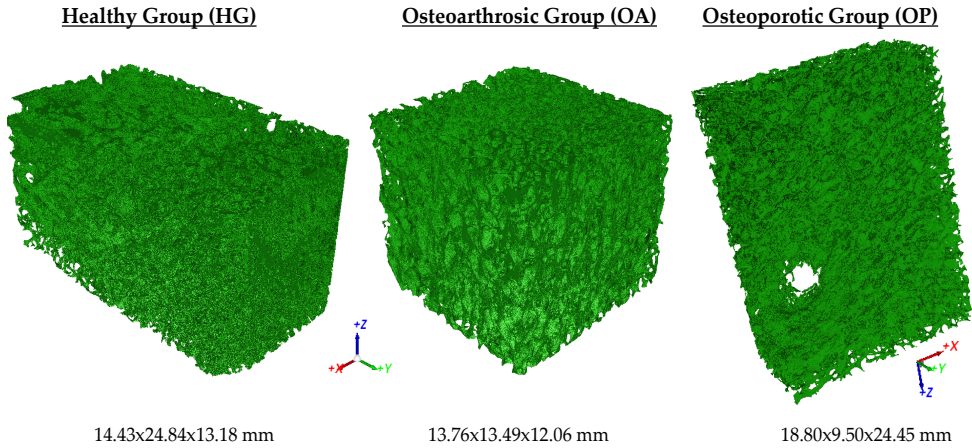 Healthy Group (HG)
Osteoarthrosic Group (OA)
Osteoporotic Group (OP)
+Z
+X
+Y
+X
+Y
+Z
14.43x24.84x13.18 mm
13.76x13.49x12.06 mm
18.80x9.50x24.45 mm